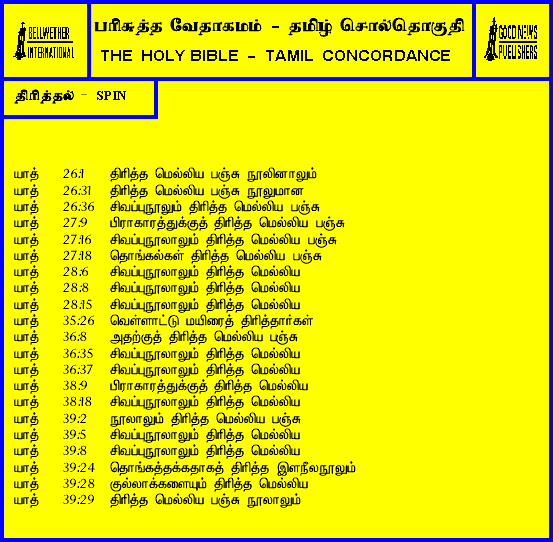 BELLWETHER
INTERNATIONAL
பரிசுத்த வேதாகமம் - தமிழ் சொல்தொகுதி
THE HOLY BIBLE - TAMIL CONCORDANCE
GOOD NEWS
PUBLISHERS
திரித்தல் - SPIN
யாத் 26:1 திரித்த மெல்லிய பஞ்சு நூலினாலும்
யாத் 26:31 திரித்த மெல்லிய பஞ்சு நூலுமான
யாத் 26:36 சிவப்புநூலும் திரித்த மெல்லிய பஞ்சு
யாத் 27:9 பிராகாரத்துக்குத் திரித்த மெல்லிய பஞ்சு
யாத் 27:16 சிவப்புநூலாலும் திரித்த மெல்லிய பஞ்சு
யாத் 27:18 தொங்கல்கள் திரித்த மெல்லிய பஞ்சு
யாத் 28:6 சிவப்புநூலாலும் திரித்த மெல்லிய
யாத் 28:8 சிவப்புநூலாலும் திரித்த மெல்லிய
யாத் 28:15 சிவப்புநூலாலும் திரித்த மெல்லிய
யாத் 35:26 வெள்ளாட்டு மயிரைத் திரித்தார்கள்
யாத் 36:8 அதற்குத் திரித்த மெல்லிய பஞ்சு
யாத் 36:35 சிவப்புநூலாலும் திரித்த மெல்லிய
யாத் 36:37 சிவப்புநூலாலும் திரித்த மெல்லிய
யாத் 38:9 பிராகாரத்துக்குத் திரித்த மெல்லிய
யாத் 38:18 சிவப்புநூலாலும் திரித்த மெல்லிய
யாத் 39:2 நூலாலும் திரித்த மெல்லிய பஞ்சு
யாத் 39:5 சிவப்புநூலாலும் திரித்த மெல்லிய
யாத் 39:8 சிவப்புநூலாலும் திரித்த மெல்லிய
யாத் 39:24 தொங்கத்தக்கதாகத் திரித்த இளநீலநூலும்
யாத் 39:28 குல்லாக்களையும் திரித்த மெல்லிய
யாத் 39:29 திரித்த மெல்லிய பஞ்சு நூலாலும்